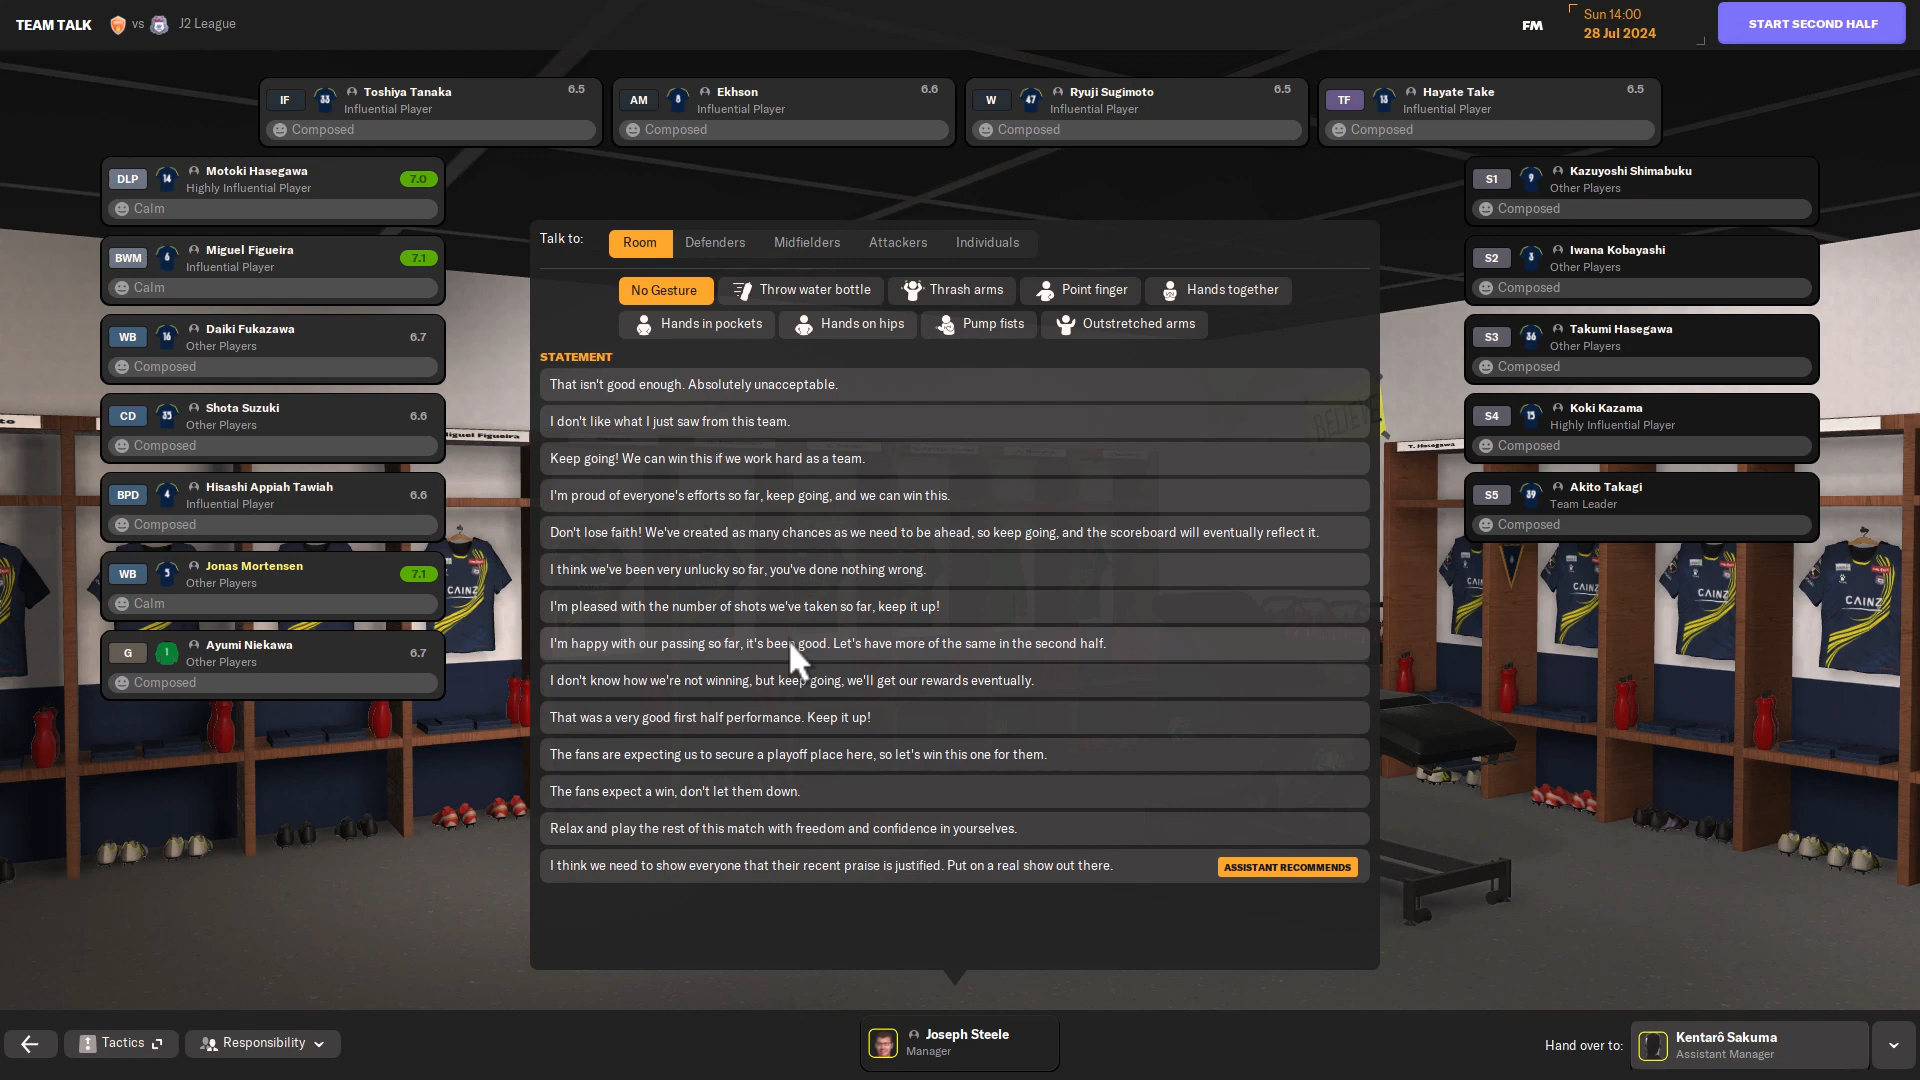 TEAM TALK
vs
J2 League
FM
Sun 14:00
28 Jul 2024
START SECOND HALF
IF
33
Toshiya Tanaka
Influential Player
6.5
Composed
AM
8
Ekhson
Influential Player
6.6
Composed
W
47
Ryuji Sugimoto
Influential Player
6.5
Composed
TF
13
Hayate Take
Influential Player
6.5
Composed
DLP
14
Motoki Hasegawa
Highly Influential Player
7.0
Calm
BWM
6
Miguel Figueira
Influential Player
7.1
Calm
WB
16
Daiki Fukazawa
Other Players
6.7
Composed
CD
35
Shota Suzuki
Other Players
6.6
Composed
BPD
4
Hisashi Appiah Tawiah
Influential Player
6.6
Composed
WB
5
Jonas Mortensen
Other Players
7.1
Calm
G
1
Ayumi Niekawa
Other Players
6.7
Composed
Talk to:
Room
Defenders
Midfielders
Attackers
Individuals
No Gesture
Throw water bottle
Thrash arms
Point finger
Hands together
Hands in pockets
Hands on hips
Pump fists
Outstretched arms
STATEMENT
That isn't good enough. Absolutely unacceptable.
I don't like what I just saw from this team.
Keep going! We can win this if we work hard as a team.
I'm proud of everyone's efforts so far, keep going, and we can win this.
Don't lose faith! We've created as many chances as we need to be ahead, so keep going, and the scoreboard will eventually reflect it.
I think we've been very unlucky so far, you've done nothing wrong.
I'm pleased with the number of shots we've taken so far, keep it up!
I'm happy with our passing so far, it's been good. Let's have more of the same in the second half.
I don't know how we're not winning, but keep going, we'll get our rewards eventually.
That was a very good first half performance. Keep it up!
The fans are expecting us to secure a playoff place here, so let's win this one for them.
The fans expect a win, don't let them down.
Relax and play the rest of this match with freedom and confidence in yourselves.
I think we need to show everyone that their recent praise is justified. Put on a real show out there.
ASSISTANT RECOMMENDS
S1
9
Kazuyoshi Shimabuku
Other Players
Composed
S2
3
Iwana Kobayashi
Other Players
Composed
S3
36
Takumi Hasegawa
Other Players
Composed
S4
15
Koki Kazama
Highly Influential Player
Composed
S5
39
Akito Takagi
Team Leader
Composed
BELIEVE
iguel Figueira
T. Hasegawa
CAINZ
CAINZ
CAINZ
CAINZ
Tactics
Responsibility
Joseph Steele
Manager
Hand over to:
Kentarô Sakuma
Assistant Manager